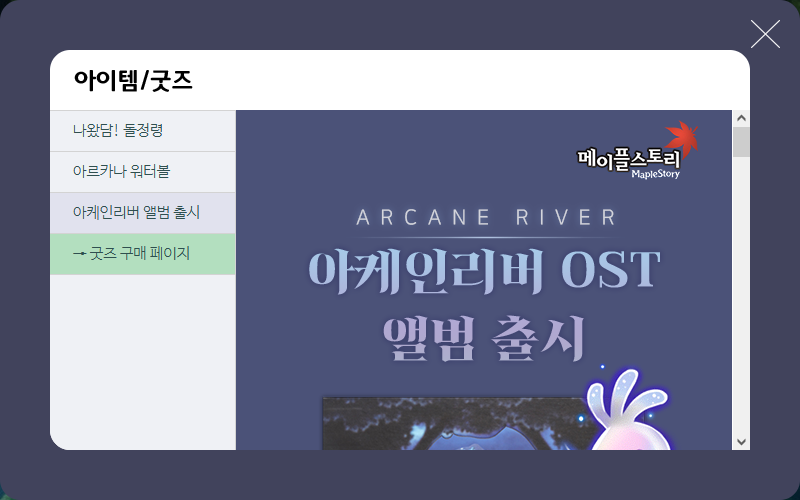 아이템/굿즈
나왔담! 돌정령
아르카나 워터볼
아케인리버 앨범 출시
→ 굿즈 구매 페이지
메이플스토리
MapleStory
ARCANE RIVER
아케인리버 OST
앨범 출시